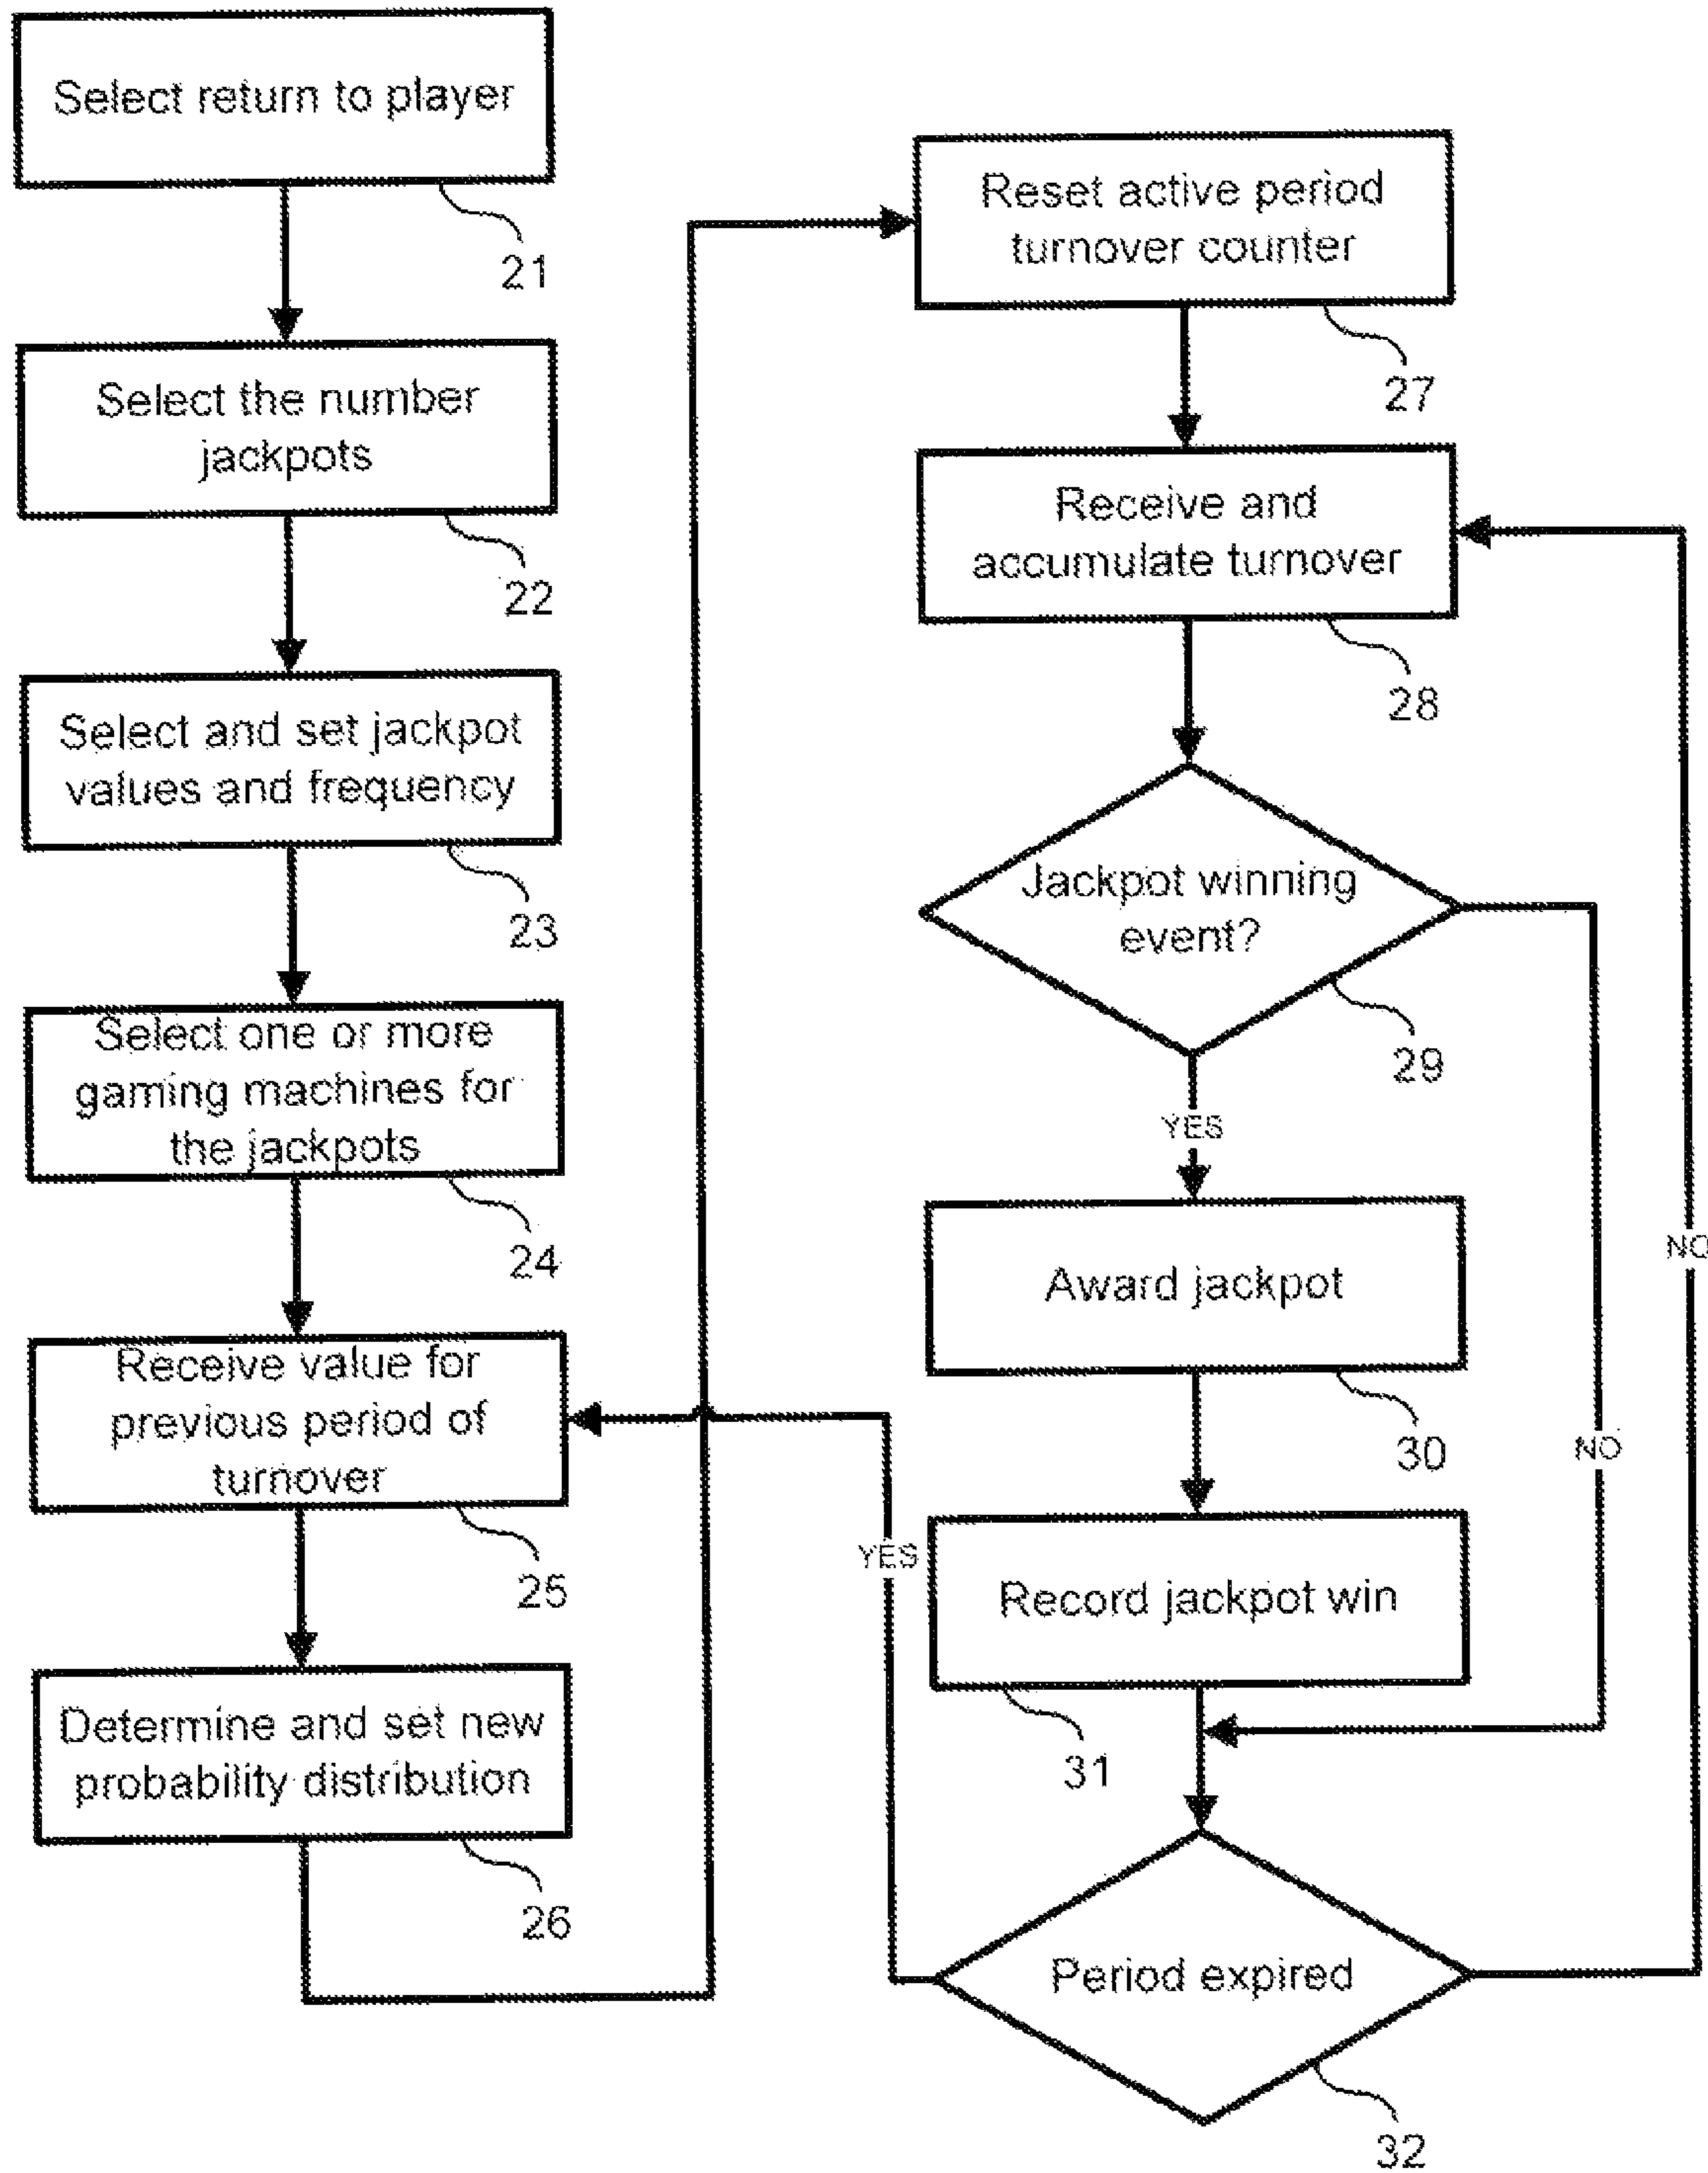 Select return to player
21
Select the number
jackpots
22
Select and set jackpot
values and frequency
23
Select one or more
gaming machines for
the jackpots
24
Receive value for
previous period of
turnover
25
Determine and set new
probability distribution
26
Reset active period
turnover counter
27
Receive and
accumulate turnover
28
Jackpot winning
event?
29
YES
NO
Award jackpot
30
NO
Record jackpot win
31
YES
Period expired
32